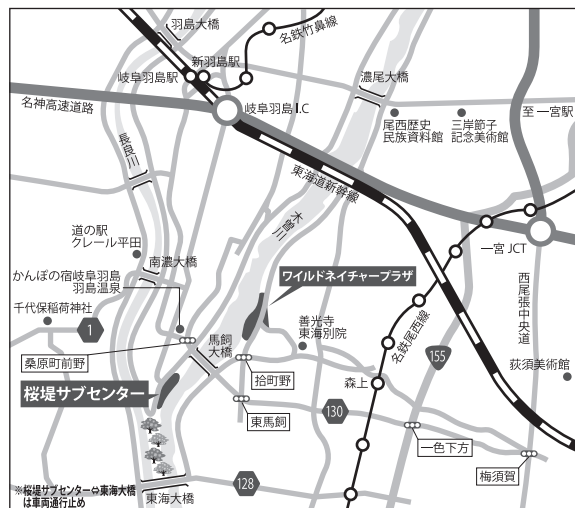 羽島大橋
名鉄竹鼻線
新羽島駅
岐阜羽島駅
濃尾大橋
名神高速道路
岐阜羽島I.C
尾西歴史
民族資料館
三岸節子
記念美術館
至 一宮駅
長良川
東海道新幹線
木曽川
道の駅
クレール平田
南濃大橋
一宮 JCT
かんぽの宿岐阜羽島
羽島温泉
ワイルドネイチャープラザ
西尾張中央道
千代保稲荷神社
1
馬飼
大橋
善光寺
東海別院
名鉄尾西線
155
桑原町前野
拾町野
荻須美術館
桜堤サブセンター
森上
東馬飼
130
一色下方
梅須賀
128
※桜堤サブセンター⇔東海大橋
は車両通行止め
東海大橋